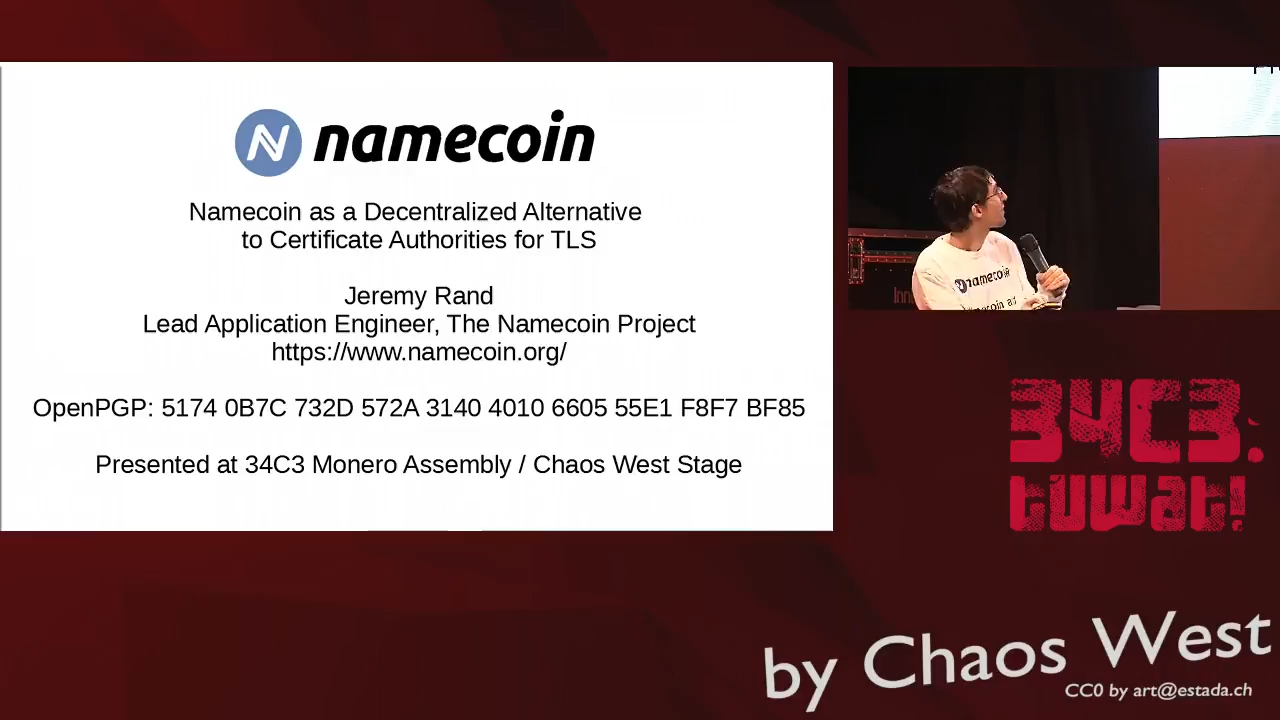 namecoin
Namecoin as a Decentralized Alternative
to Certificate Authorities for TLS
Jeremy Rand
Lead Application Engineer, The Namecoin Project
https://www.namecoin.org/
OpenPGP: 5174 0B7C 732D 572A 3140 4010 6605 55E1 F8F7 BF85
Presented at 34C3 Monero Assembly / Chaos West Stage
namecoin
34C3:
tuwat!
by Chaos West
CC0 by art@estada.ch